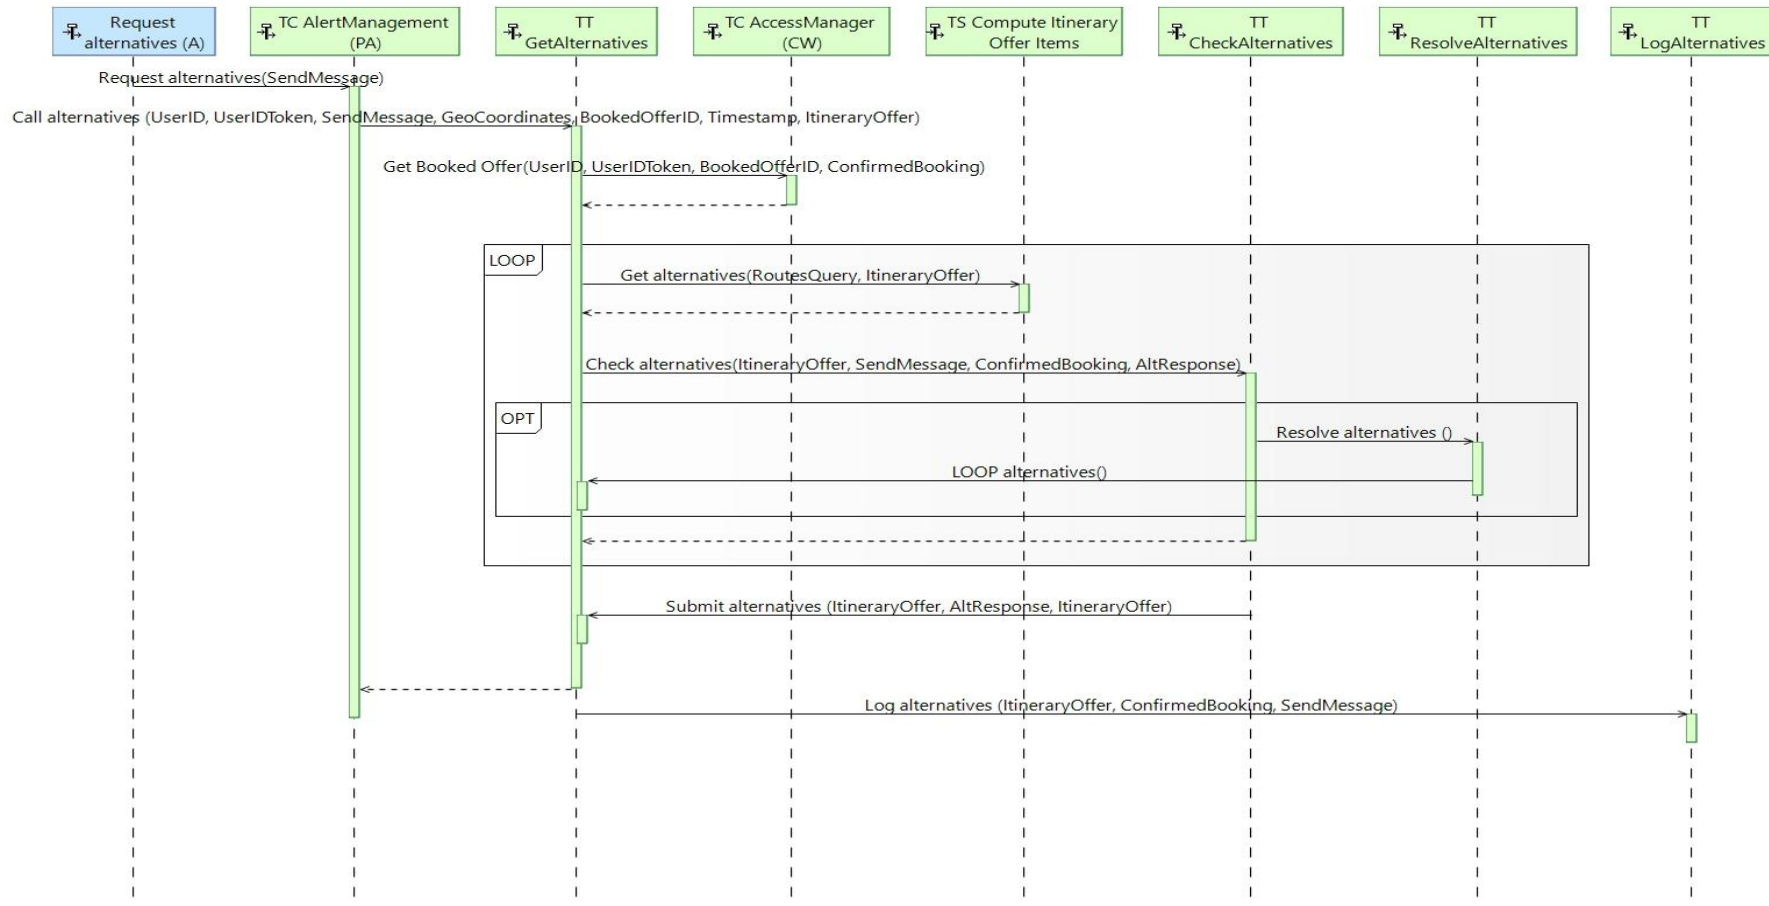 Request
alternatives (A)
TC AlertManagement
(PA)
TT
GetAlternatives
TC AccessManager
(CW)
TS Compute Itinerary
Offer Items
TT
CheckAlternatives
TT
ResolveAlternatives
TT
LogAlternatives
Request alternatives(SendMessage)
Call alternatives (UserID, UserIDToken, SendMessage, GeoCoordinates, BookedOfferID, Timestamp, ItineraryOffer)
Get Booked Offer(UserID, UserIDToken, BookedOfferID, ConfirmedBooking)
LOOP
Get alternatives(RoutesQuery, ItineraryOffer)
Check alternatives(ItineraryOffer, SendMessage, ConfirmedBooking, AltResponse)
OPT
Resolve alternatives ()
LOOP alternatives()
Submit alternatives (ItineraryOffer, AltResponse, ItineraryOffer)
Log alternatives (ItineraryOffer, ConfirmedBooking, SendMessage)